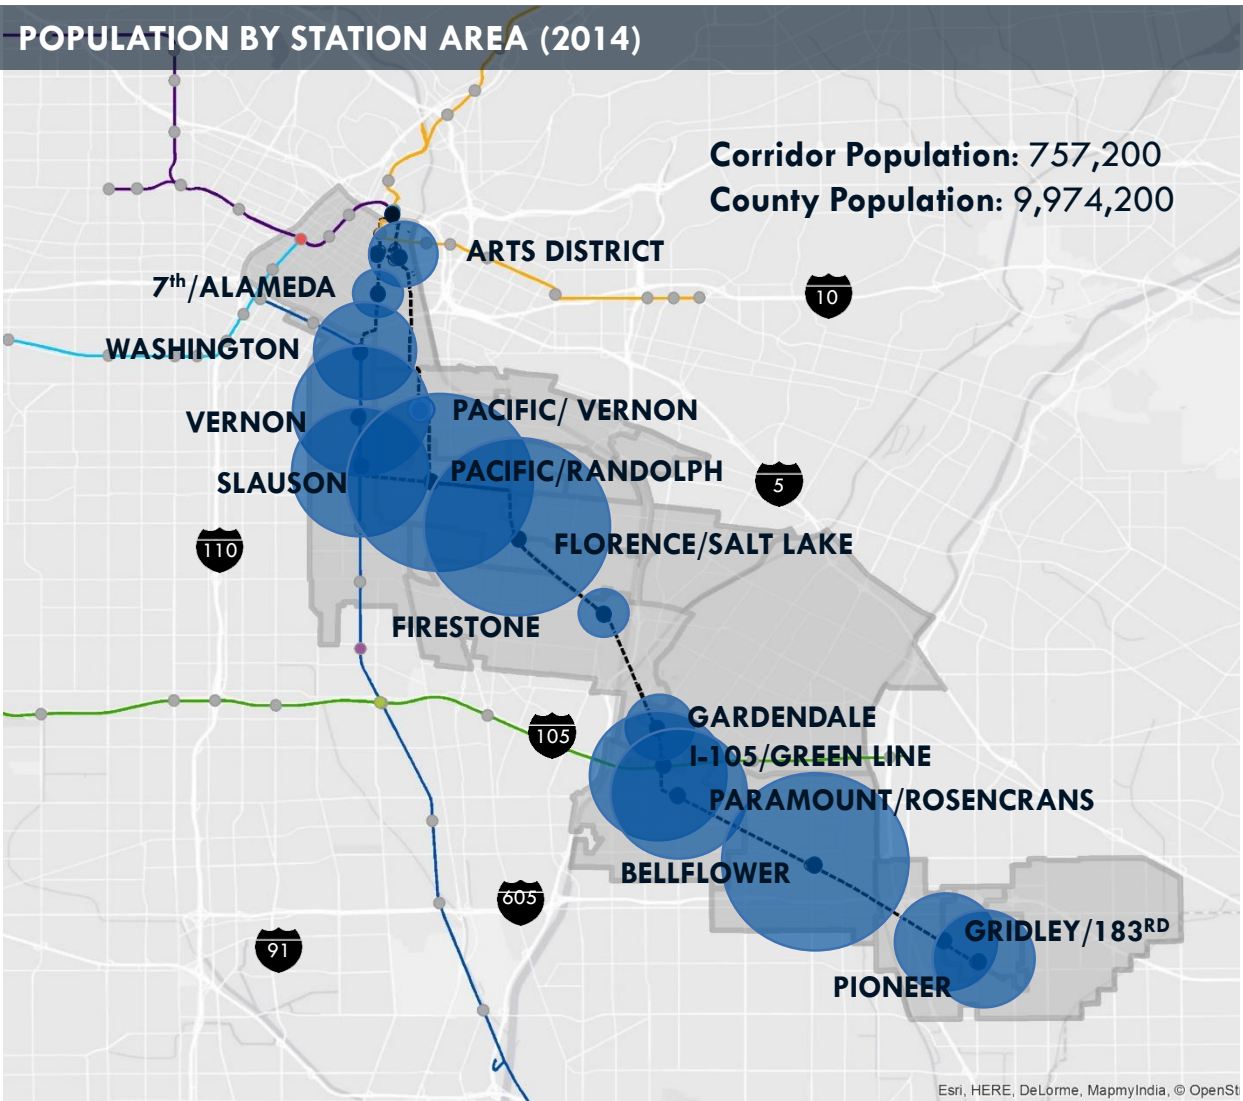 POPULATION BY STATION AREA (2014)
Corridor Population: 757,200
County Population: 9,974,200
ARTS DISTRICT
7th/ALAMEDA
10
WASHINGTON
PACIFIC/ VERNON
VERNON
PACIFIC/RANDOLPH
SLAUSON
5
110
FLORENCE/SALT LAKE
FIRESTONE
GARDENDALE
105
I-105/GREEN LINE
PARAMOUNT/ROSENCRANS
BELLFLOWER
605
GRIDLEY/183RD
91
PIONEER
Esri, HERE, DeLorme, MapmyIndia, © OpenSt